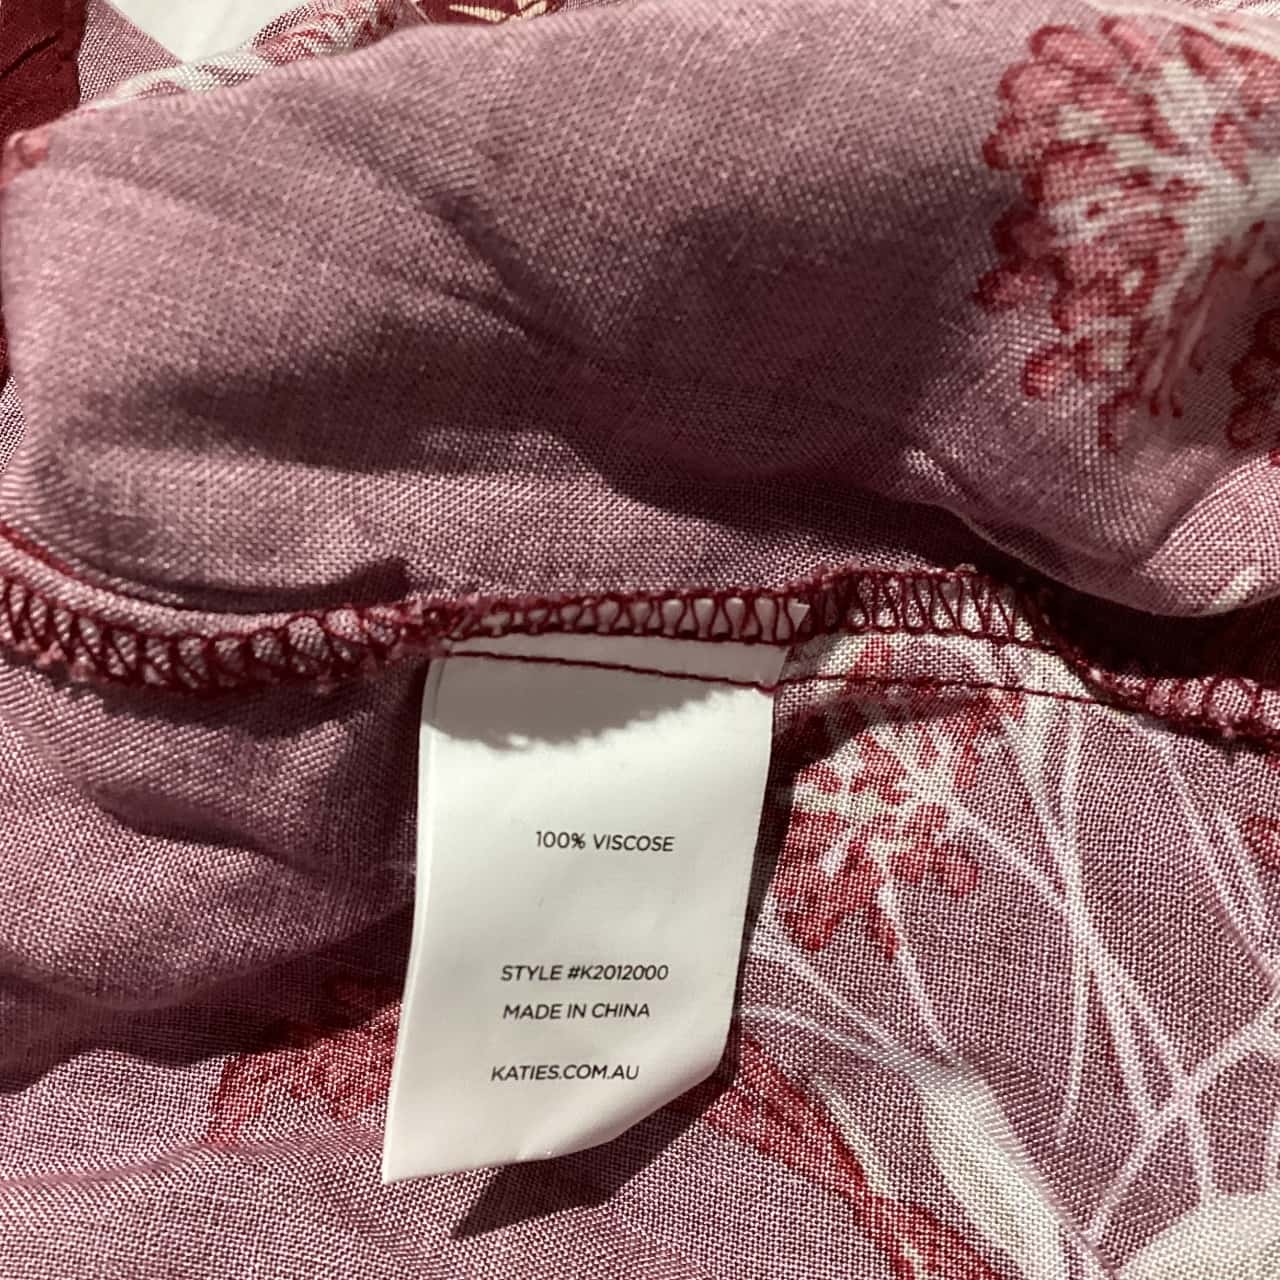 100% VISCOSE
STYLE #K2012000
MADE IN CHINA
KATIES.COM.AU